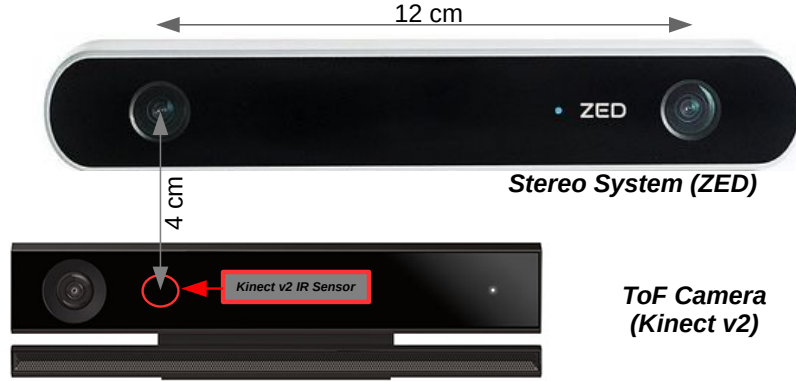 12 cm
ZED
Stereo System (ZED)
4 cm
Kinect v2 IR Sensor
ToF Camera
(Kinect v2)